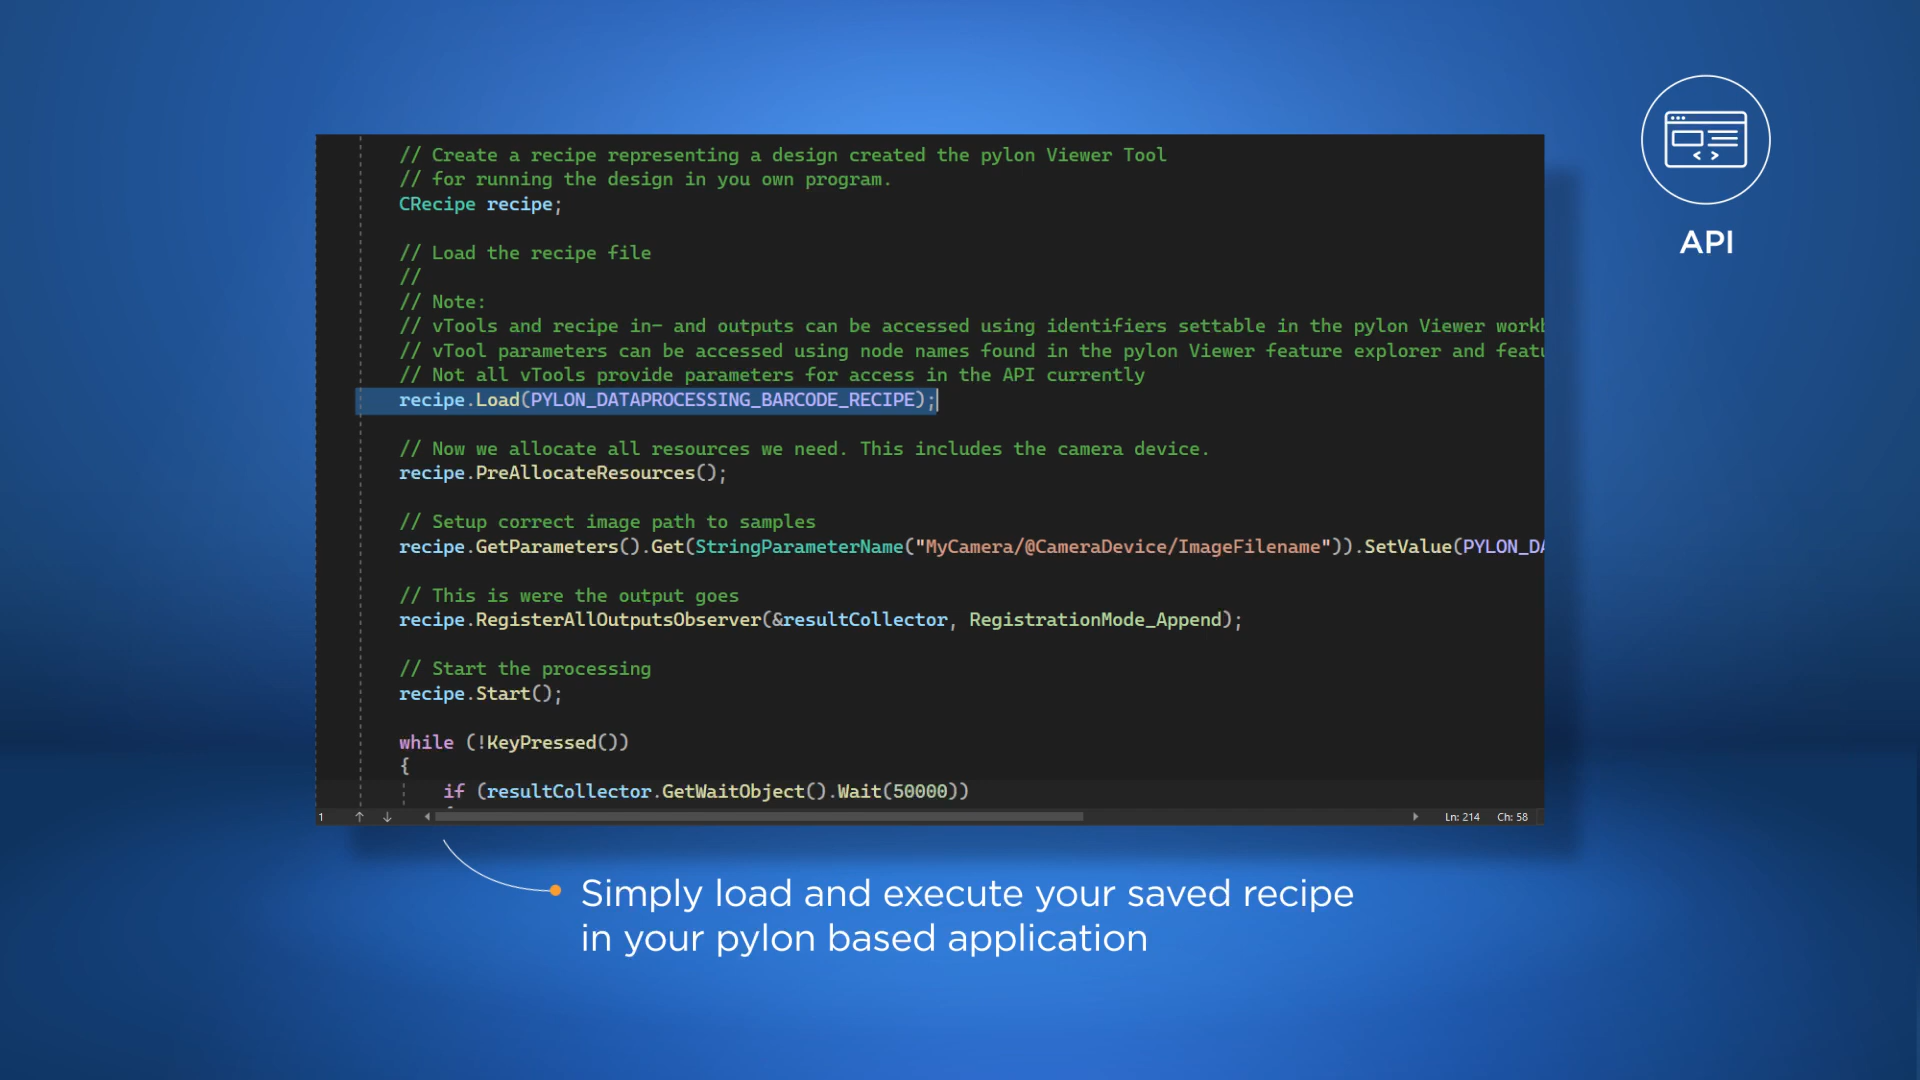 // Create a recipe representing a design created the pylon Viewer Tool
// for running the design in you own program.
CRecipe recipe;
// Load the recipe file
//
// Note:
// vTools and recipe in- and outputs can be accessed using identifiers settable in the pylon Viewer
// vTool parameters can be accessed using node names found in the pylon Viewer feature explorer and
// Not all vTools provide parameters for access in the API currently
recipe.Load(PYLON_DATAPROCESSING_BARCODE_RECIPE);
// Now we allocate all resources we need. This includes the camera device.
recipe.PreAllocateResources();
// Setup correct image path to samples
recipe.GetParameters().Get(StringParameterName("MyCamera/@CameraDevice/ImageFilename")).SetValue(
// This is were the output goes
recipe.RegisterAllOutputsObserver(&resultCollector, RegistrationMode_Append);
// Start the processing
recipe.Start();
while (!KeyPressed())
{
if (resultCollector.GetWaitObject().Wait(50000))
1
Ln: 214 Ch: 58
API
Simply load and execute your saved recipe
in your pylon based application